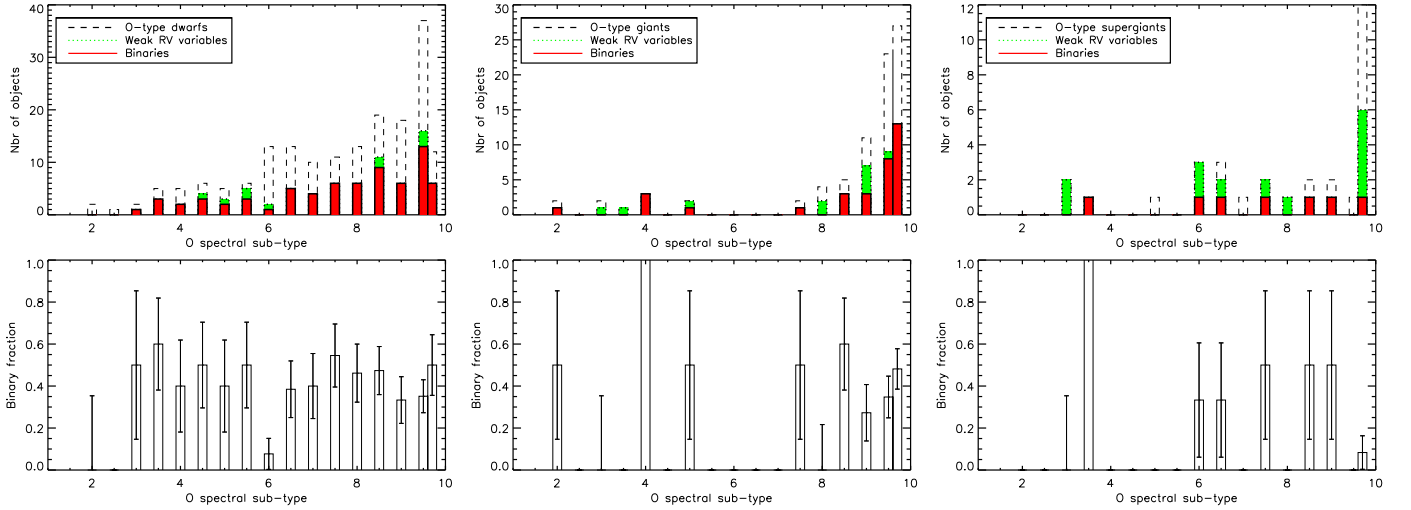 40
30
20
10
0
Nbr of objects
O-type dwarfs
Weak RV variables
Binaries
2 4 6 8 10
O spectral sub-type
30
25
20
15
10
5
0
Nbr of objects
O-type giants
Weak RV variables
Binaries
2 4 6 8 10
O spectral sub-type
12
10
8
6
4
2
0
Nbr of objects
O-type supergiants
Weak RV variables
Binaries
2 4 6 8 10
O spectral sub-type
1.0
0.8
0.6
0.4
0.2
0.0
Binary fraction
2 4 6 8 10
O spectral sub-type
1.0
0.8
0.6
0.4
0.2
0.0
Binary fraction
2 4 6 8 10
O spectral sub-type
1.0
0.8
0.6
0.4
0.2
0.0
Binary fraction
2 4 6 8 10
O spectral sub-type